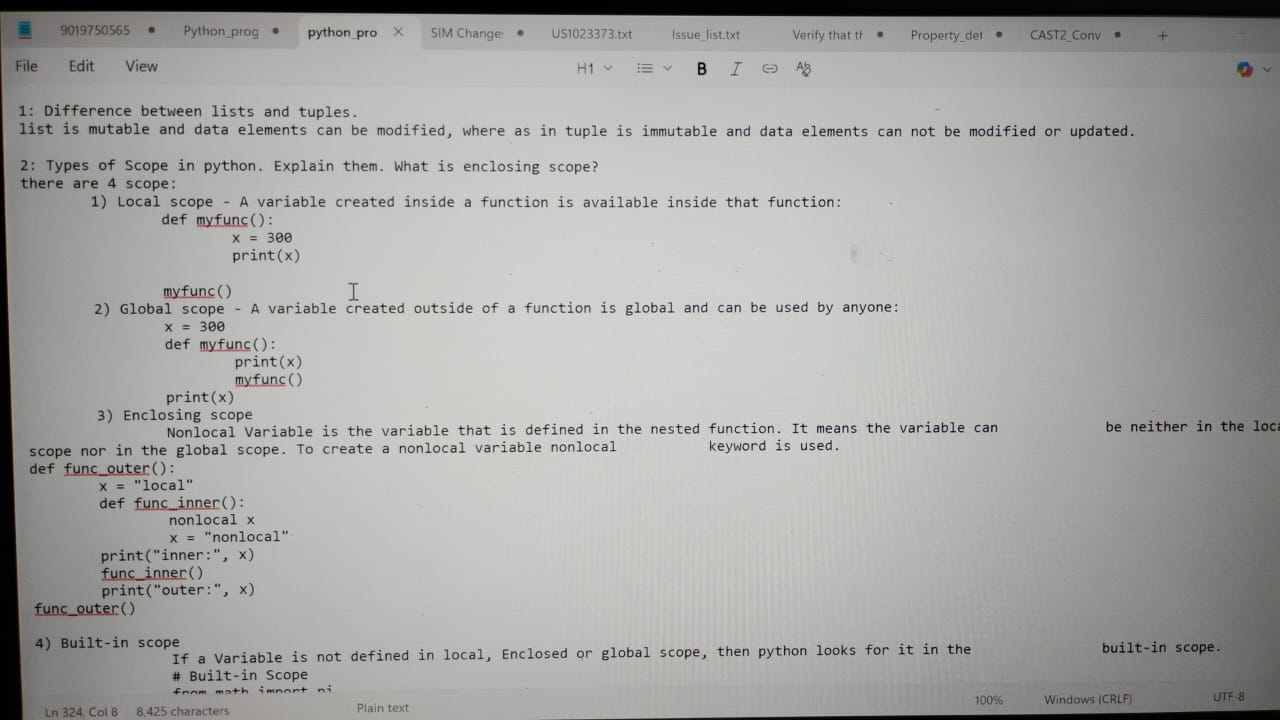 9019750565 Python_prog python_pro SIM Change: US1023373.txt Issue_list.txt Verify that th Property_det CAST2_Conv
File Edit View H1 B I
1: Difference between lists and tuples.
list is mutable and data elements can be modified, where as in tuple is immutable and data elements can not be modified or updated.
2: Types of Scope in python. Explain them. What is enclosing scope?
there are 4 scope:
1) Local scope - A variable created inside a function is available inside that function:
def myfunc():
x = 300
print(x)
myfunc()
2) Global scope - A variable created outside of a function is global and can be used by anyone:
x = 300
def myfunc():
print(x)
myfunc()
print(x)
3) Enclosing scope
Nonlocal Variable is the variable that is defined in the nested function. It means the variable can be neither in the loca
scope nor in the global scope. To create a nonlocal variable nonlocal keyword is used.
def func_outer():
x = "local"
def func_inner():
nonlocal x
x = "nonlocal"
print("inner:", x)
func_inner()
print("outer:", x)
func_outer()
4) Built-in scope
If a Variable is not defined in local, Enclosed or global scope, then python looks for it in the built-in scope.
# Built-in Scope
from math import pi
Ln 324, Col 8 8,425 characters Plain text 100% Windows (CRLF) UTF-8